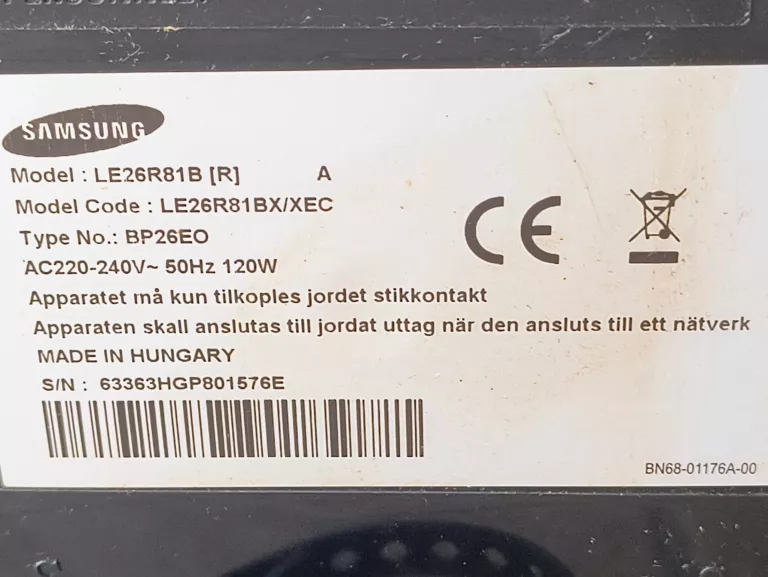 SAMSUNG
Model : LE26R81B [R] A
Model Code : LE26R81BX/XEC
Type No.: BP26EO
AC220-240V~ 50Hz 120W
Apparatet må kun tilkoples jordet stikkontakt
Apparaten skall anslutas till jordat uttag när den ansluts till ett nätverk
MADE IN HUNGARY
S/N : 63363HGP801576E
BN68-01176A-00